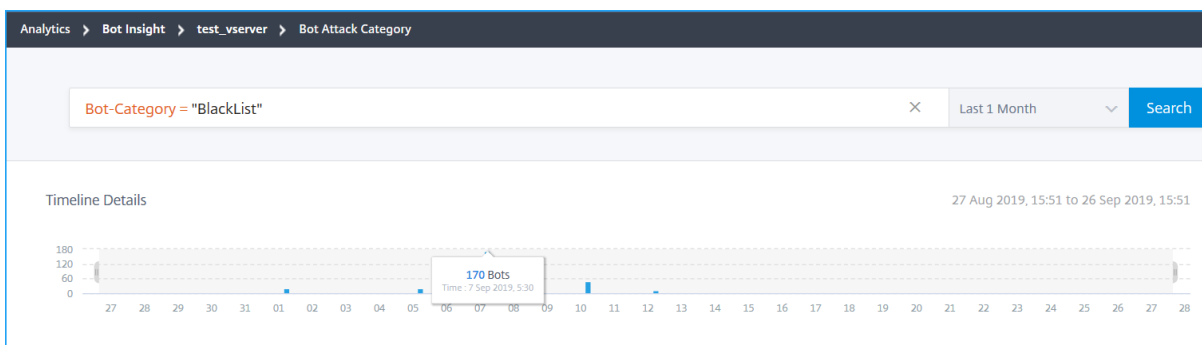 Analytics > Bot Insight > test_vserver > Bot Attack Category
Bot-Category = "BlackList" × Last 1 Month Search
Timeline Details 27 Aug 2019, 15:51 to 26 Sep 2019, 15:51
180
120
60
0
170 Bots
Time : 7 Sep 2019, 5:30
27 28 29 30 31 01 02 03 04 05 06 07 08 09 10 11 12 13 14 15 16 17 18 19 20 21 22 23 24 25 26 27 28